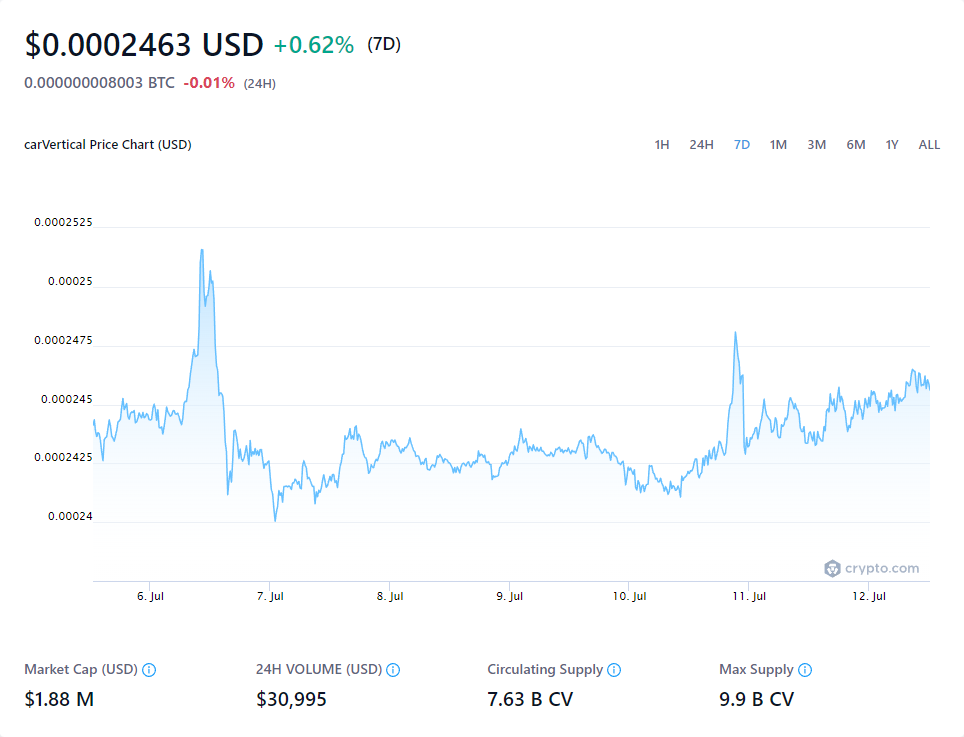 $0.0002463 USD +0.62% (7D)
0.000000008003 BTC -0.01% (24H)
carVertical Price Chart (USD) 1H 24H 7D 1M 3M 6M 1Y ALL
0.0002525
0.00025
0.0002475
0.000245
0.0002425
0.00024
crypto.com
6. Jul 7. Jul 8. Jul 9. Jul 10. Jul 11. Jul 12. Jul
Market Cap (USD) 24H VOLUME (USD) Circulating Supply Max Supply
$1.88 M $30,995 7.63 B CV 9.9 B CV